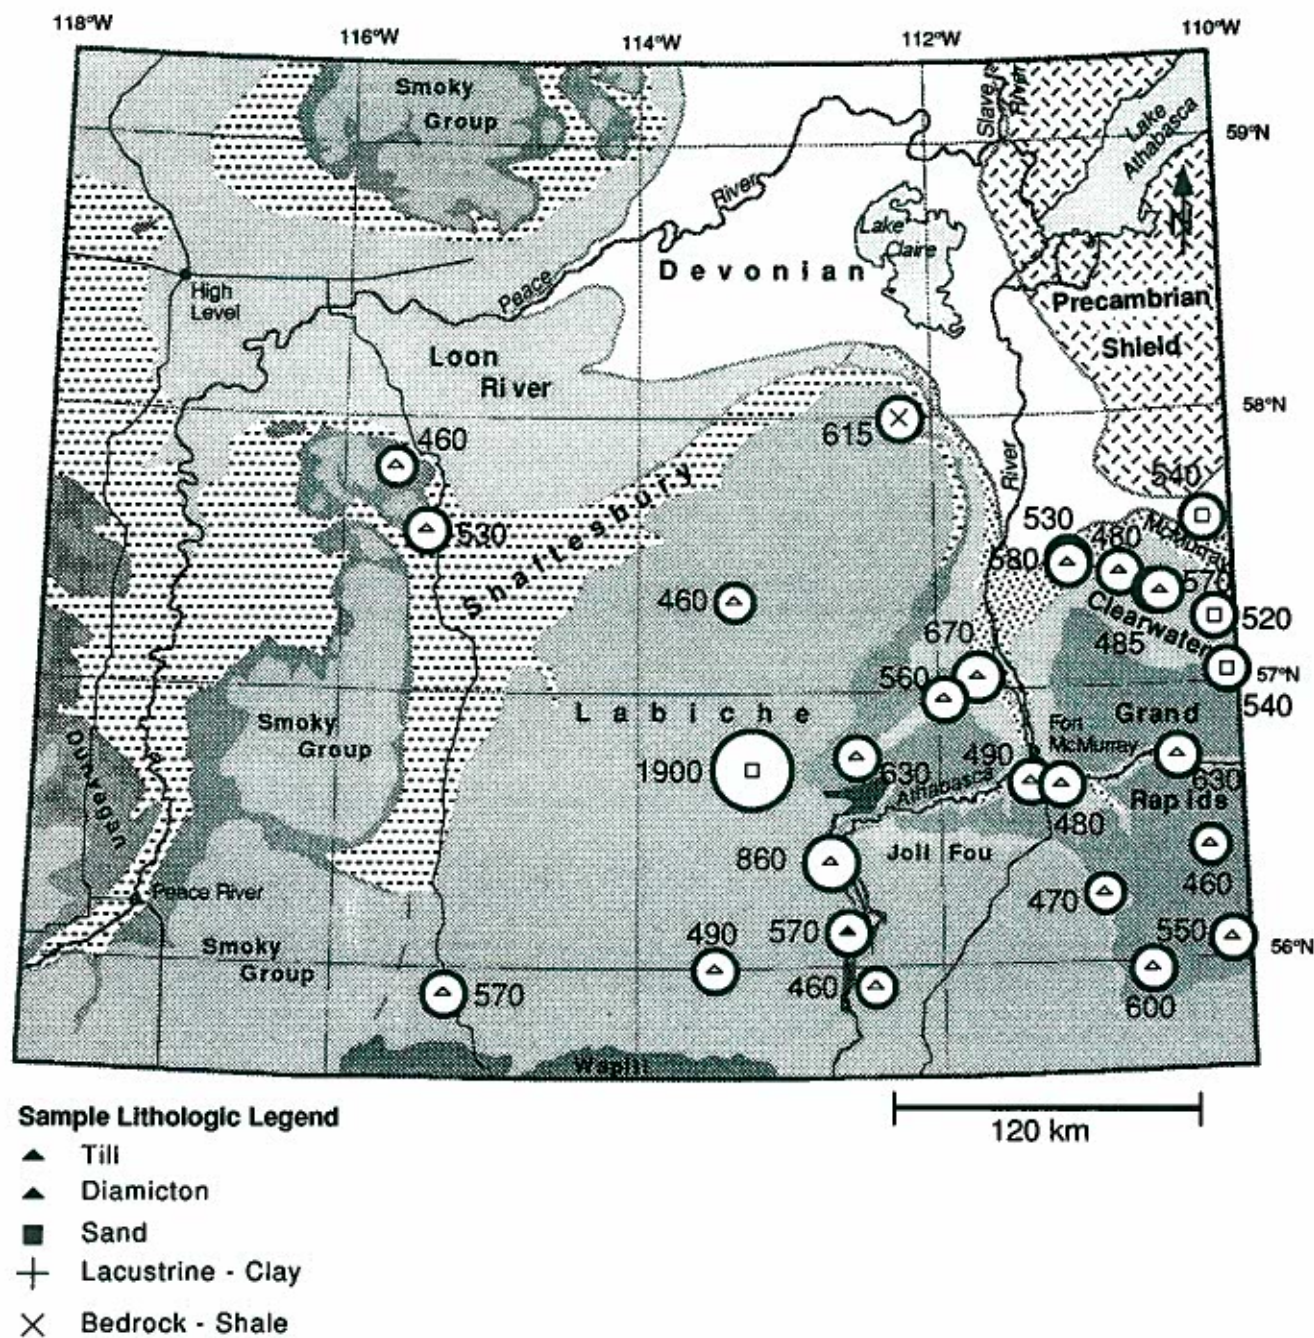 118°W
116°W
114°W
112°W
110°W
Smoky
Group
Slave R
River
Lake
Athabasca
59°N
N
River
Lake
Claire
Devonian
Peace
High
Level
Precambrian
Shield
Loon
River
58°N
615
460
River
540
530
Shaftesbury
530
480
McMurray
580
570
460
Clearwater
520
670
485
560
57°N
540
Labiche
Grand
Smoky
Group
Fort
McMurray
490
1900
630
Athabasca
630
Rapids
Dunvegan
480
860
Joli Fou
460
Peace River
470
570
550
490
Smoky
Group
56°N
460
570
600
Wapiti
120 km
Sample Lithologic Legend
Till
Diamicton
Sand
Lacustrine - Clay
Bedrock - Shale